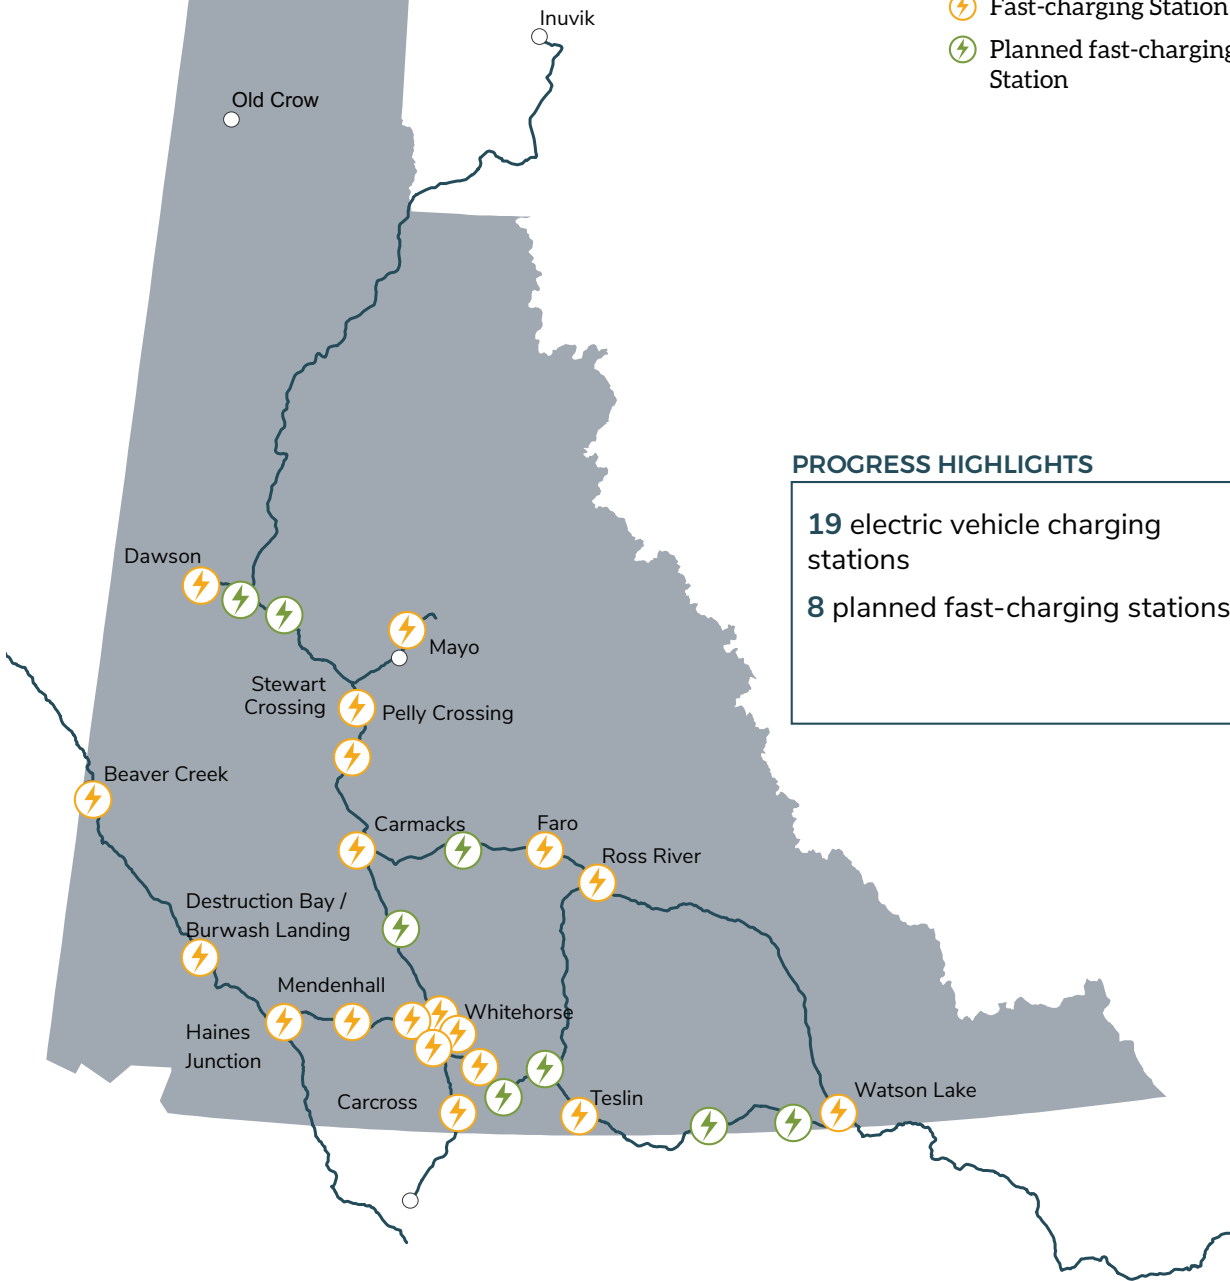 Inuvik
Fast-charging Station
Planned fast-charging
Station
Old Crow
PROGRESS HIGHLIGHTS
19 electric vehicle charging
stations
8 planned fast-charging stations
Dawson
Mayo
Stewart
Crossing
Pelly Crossing
Beaver Creek
Carmacks
Faro
Ross River
Destruction Bay /
Burwash Landing
Mendenhall
Whitehorse
Haines
Junction
Carcross
Teslin
Watson Lake